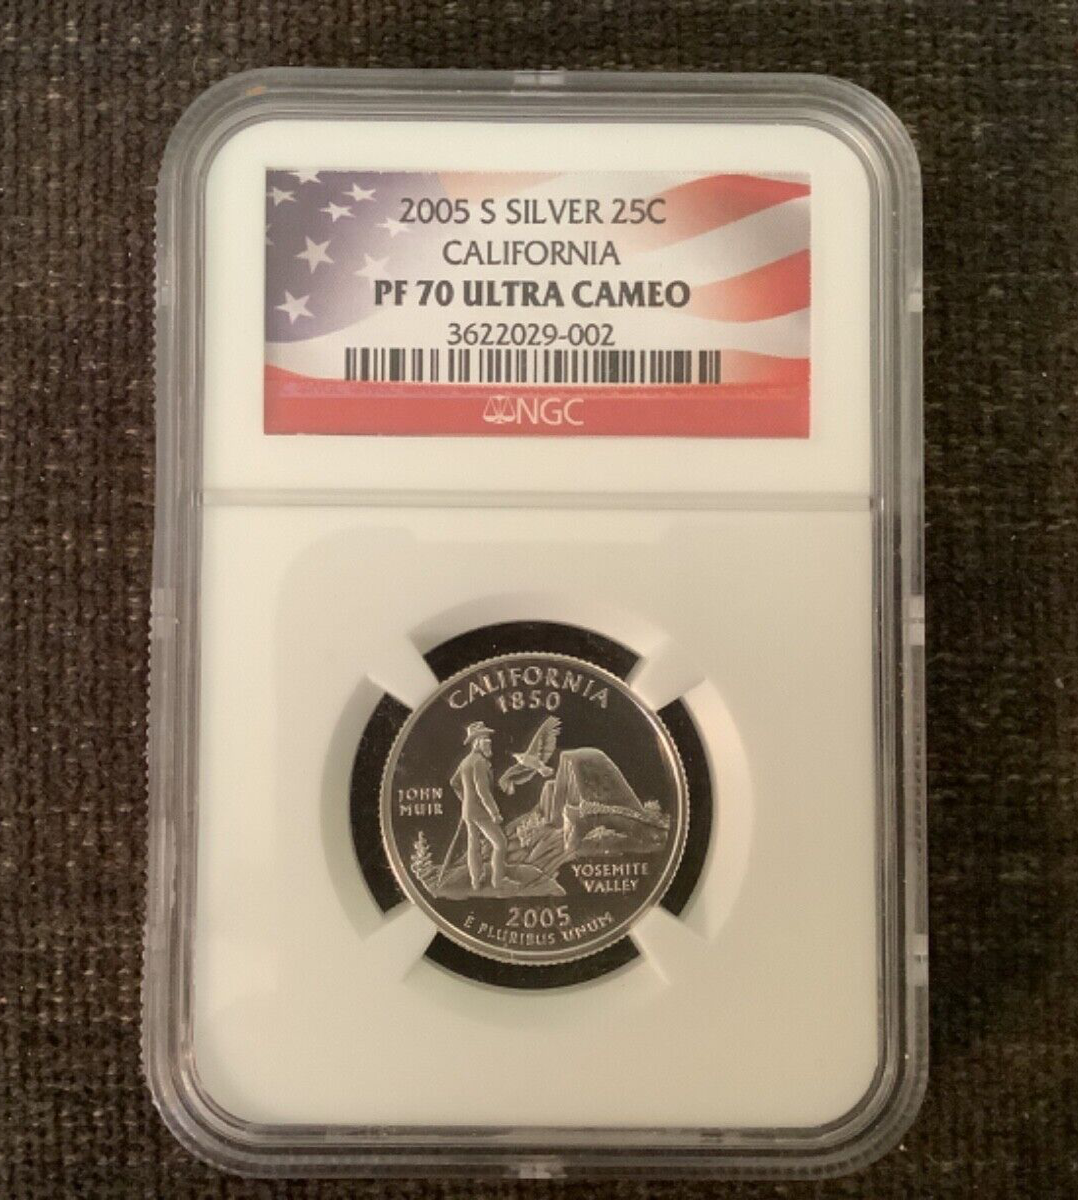 2005 S SILVER 25C
CALIFORNIA
PF 70 ULTRA CAMEO
3622029-002
NGC
CALIFORNIA
1850
JOHN
MUIR
YOSEMITE
VALLEY
2005
E PLURIBUS UNUM